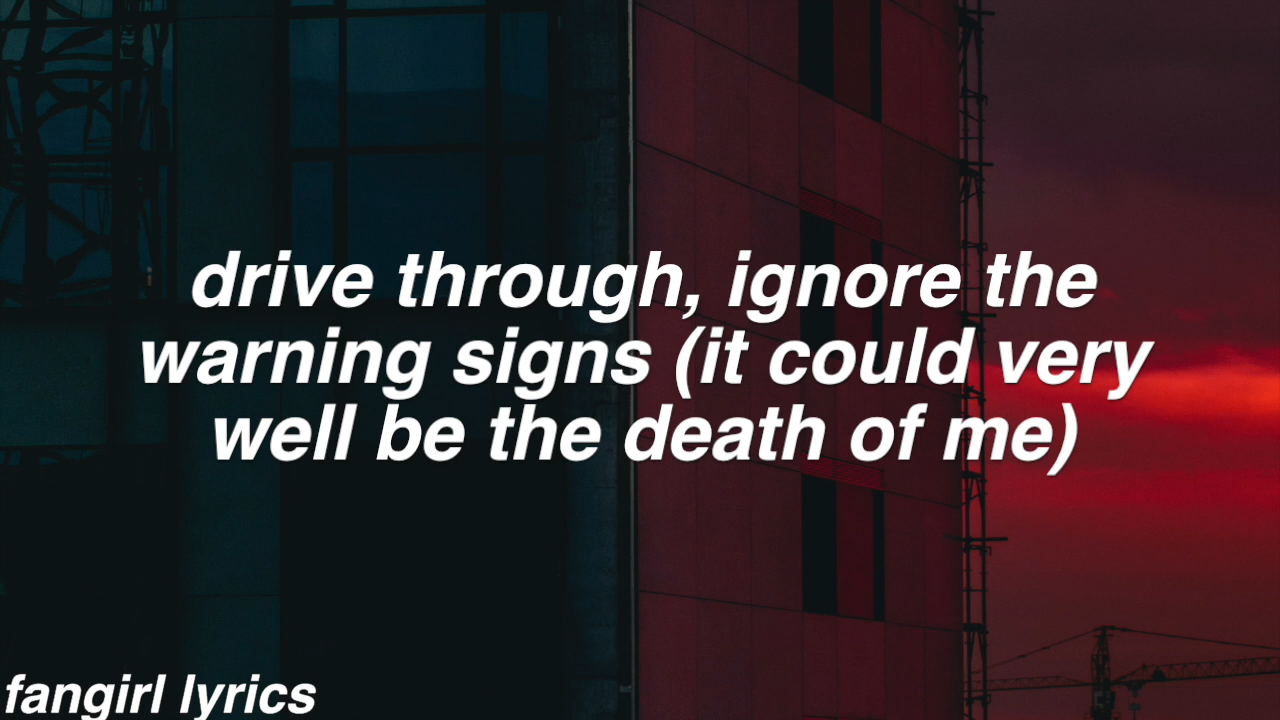 drive through, ignore the
warning signs (it could very
well be the death of me)
fangirl lyrics